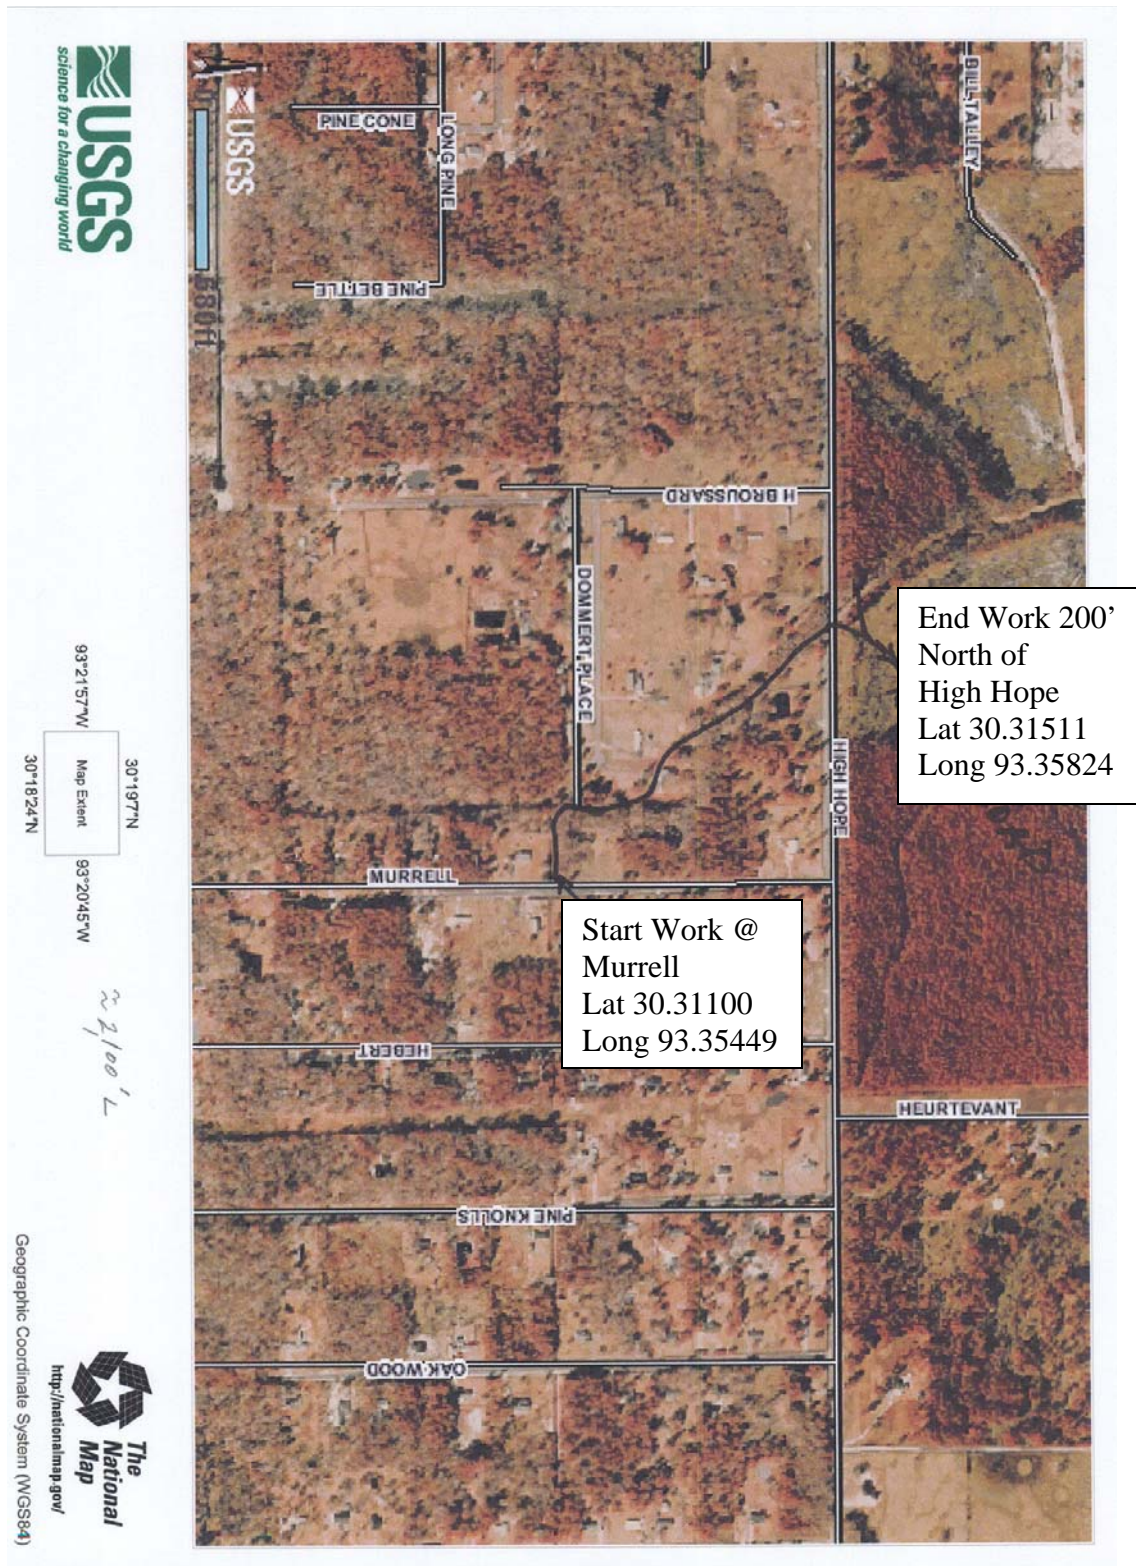 USGS
science for a changing world
USGS
PINE CONE
LONG PINE
PINE BETTLE
BILL TALLEY
H BROUSSARD
DOMMERT PLACE
HIGH HOPE
MURRELL
HEBERT
HEURTEVANT
PINE KNOLLS
OAK WOOD
End Work 200’
North of
High Hope
Lat 30.31511
Long 93.35824
Start Work @
Murrell
Lat 30.31100
Long 93.35449
30°19'7"N
93°21'57"W
Map Extent
93°20'45"W
30°18'24"N
≈ 2,100' L
The
National
Map
http://nationalmap.gov/
Geographic Coordinate System (WGS84)